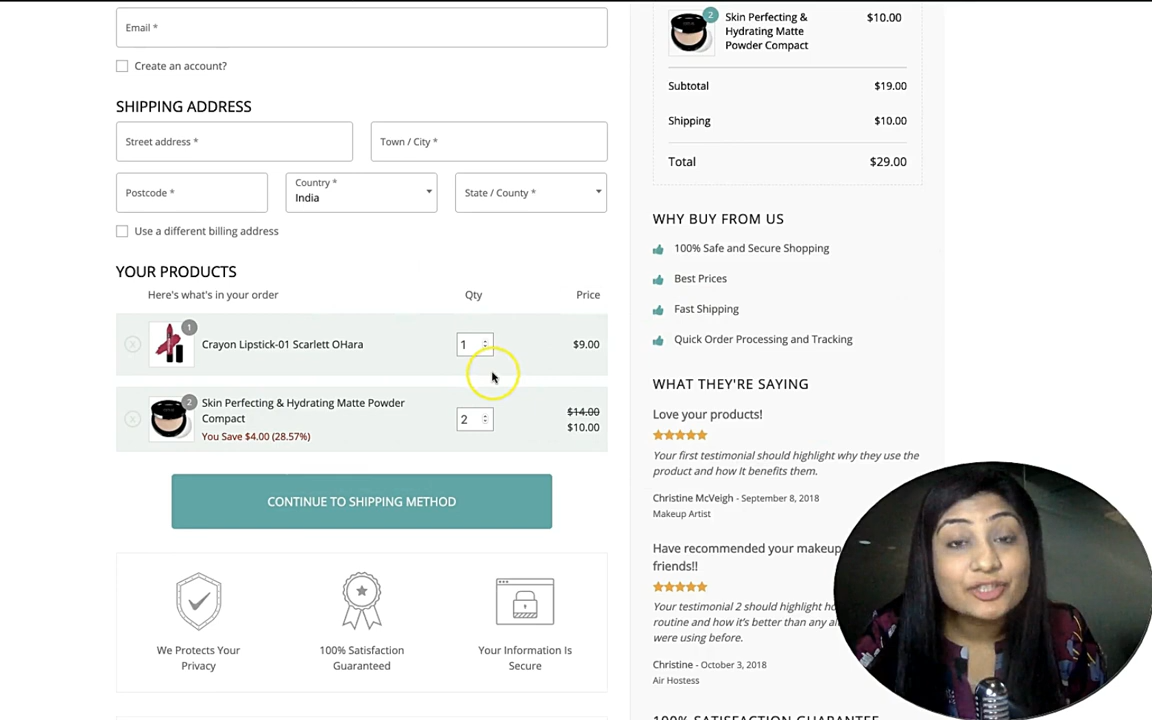 Email *
Create an account?
SHIPPING ADDRESS
Street address *
Town / City *
Postcode *
Country *
India
State / County *
Use a different billing address
YOUR PRODUCTS
Here's what's in your order
Qty
Price
1
Crayon Lipstick-01 Scarlett OHara
1
$9.00
2
Skin Perfecting & Hydrating Matte Powder
Compact
You Save $4.00 (28.57%)
2
$14.00
$10.00
CONTINUE TO SHIPPING METHOD
We Protects Your
Privacy
100% Satisfaction
Guaranteed
Your Information Is
Secure
2
Skin Perfecting &
Hydrating Matte
Powder Compact
$10.00
Subtotal
$19.00
Shipping
$10.00
Total
$29.00
WHY BUY FROM US
100% Safe and Secure Shopping
Best Prices
Fast Shipping
Quick Order Processing and Tracking
WHAT THEY'RE SAYING
Love your products!
Your first testimonial should highlight why they use the
product and how It benefits them.
Christine McVeigh - September 8, 2018
Makeup Artist
Have recommended your makeup
friends!!
Your testimonial 2 should highlight
routine and how it's better than any
were using before.
Christine - October 3, 2018
Air Hostess